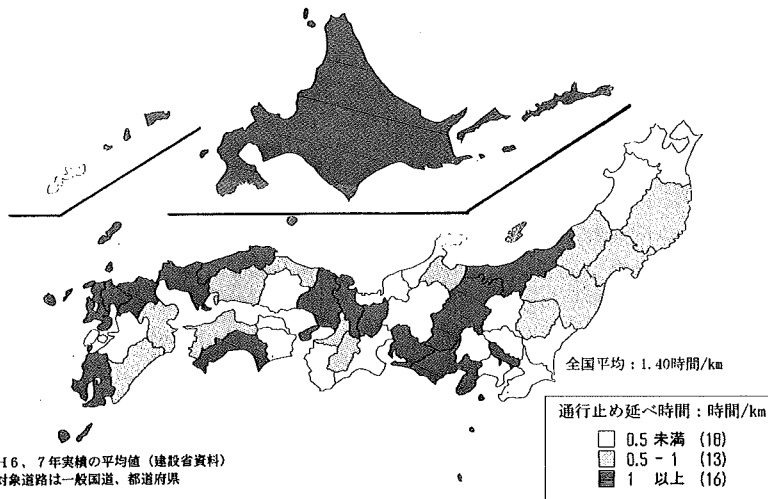 全国平均：1.40時間/km
通行止め延べ時間：時間/km
0.5 未満 (18)
0.5 - 1 (13)
1 以上 (16)
H6、7年実積の平均値（建設省資料）
対象道路は一般国道、都道府県